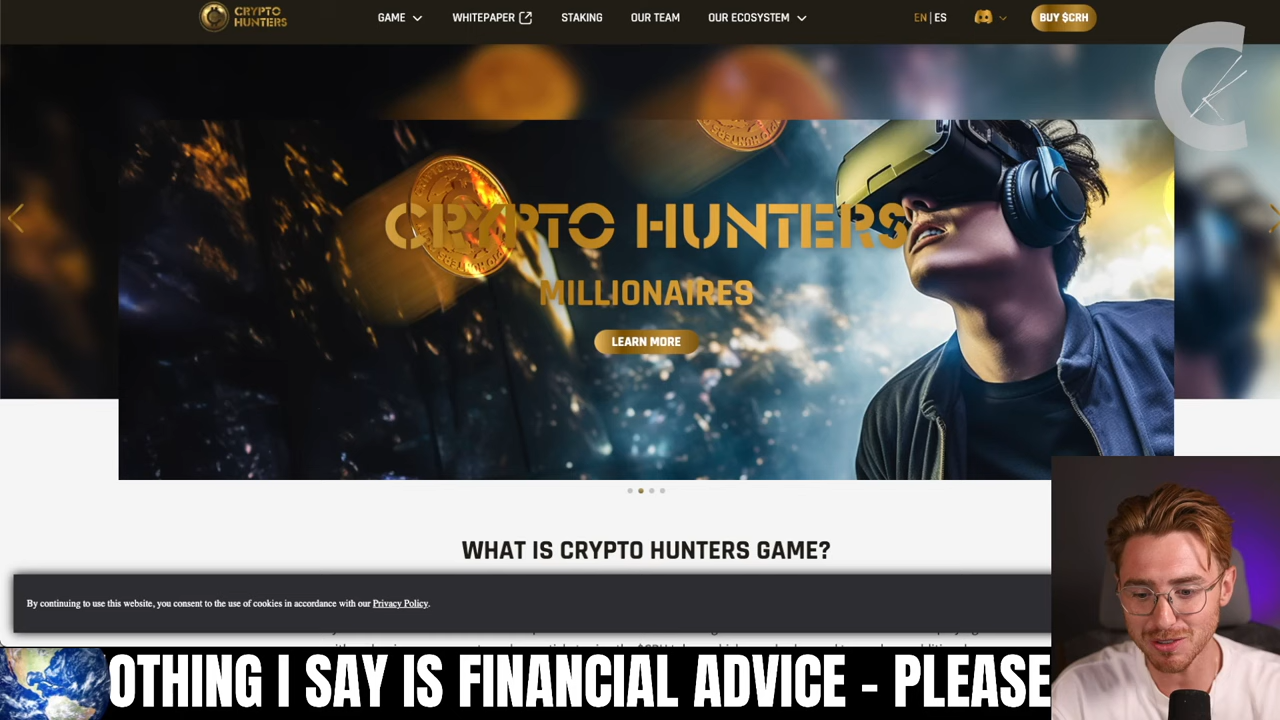 CRYPTO
HUNTERS
GAME
WHITEPAPER
STAKING
OUR TEAM
OUR ECOSYSTEM
EN | ES
BUY $CRH
CRYPTO HUNTERS
MILLIONAIRES
LEARN MORE
WHAT IS CRYPTO HUNTERS GAME?
By continuing to use this website, you consent to the use of cookies in accordance with our Privacy Policy.
OTHING I SAY IS FINANCIAL ADVICE - PLEASE